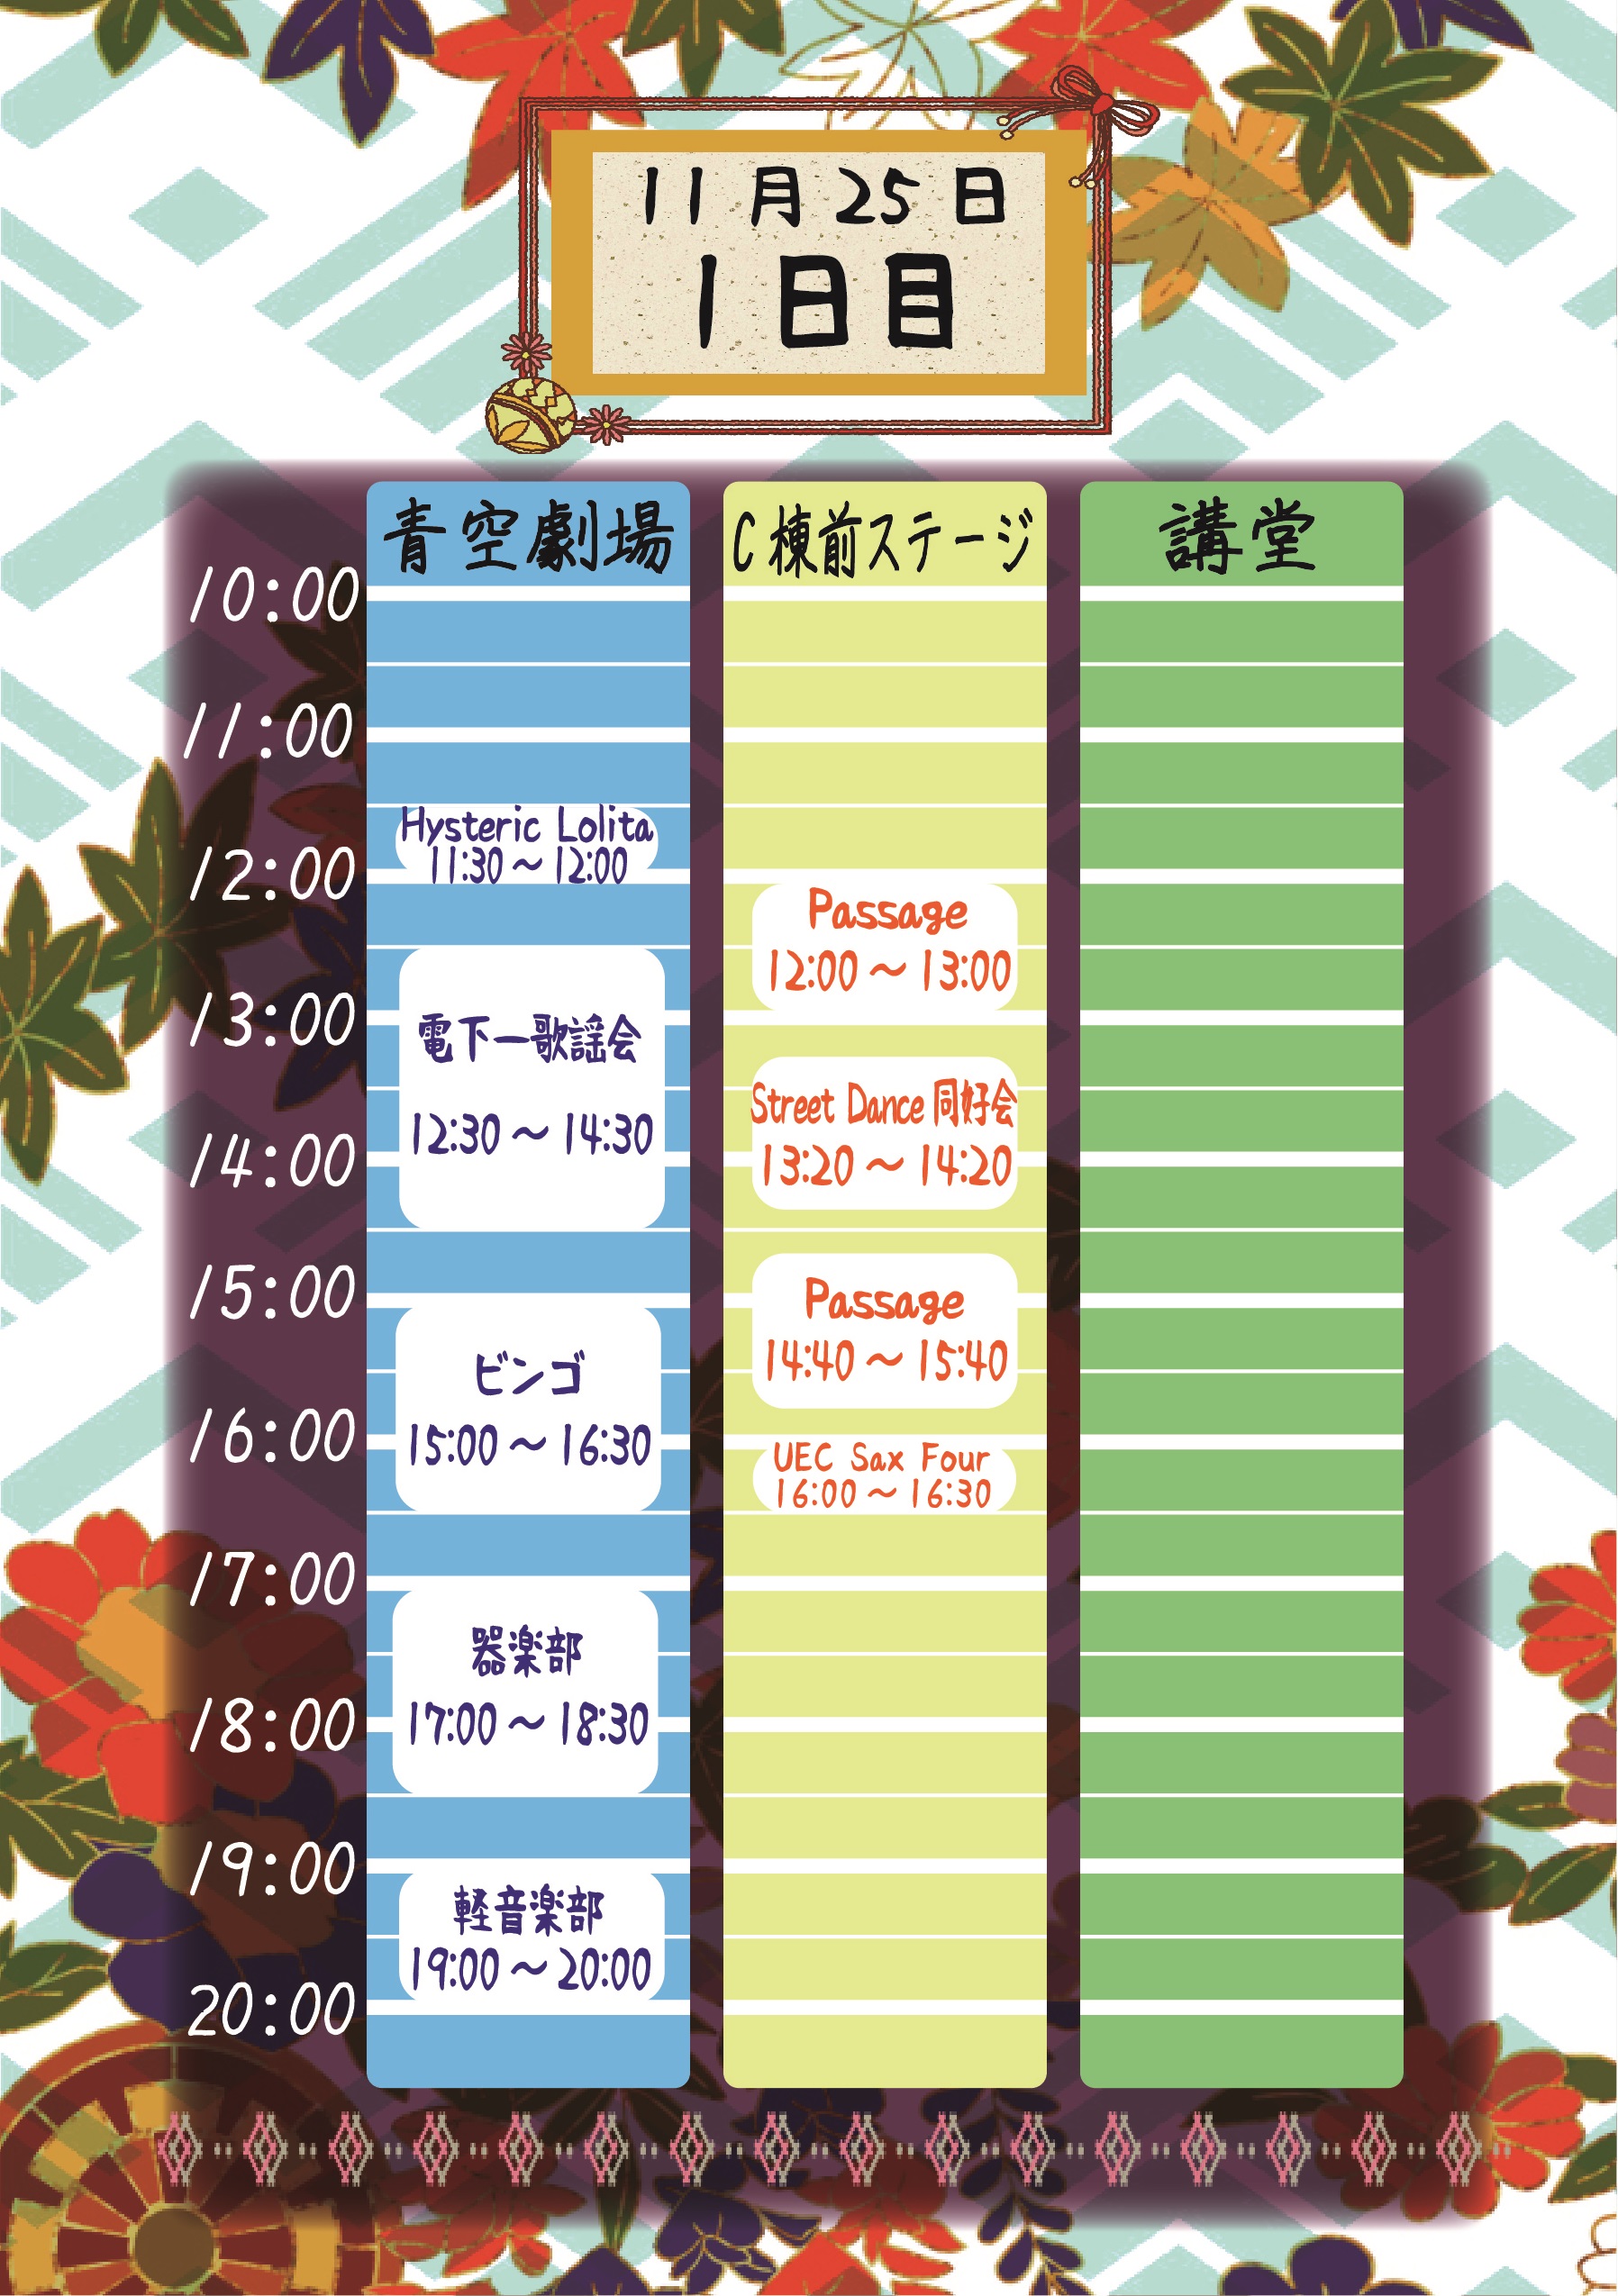 11月25日
1日目
青空劇場
C棟前ステージ
講堂
10:00
11:00
12:00
13:00
14:00
15:00
16:00
17:00
18:00
19:00
20:00
Hysteric Lolita
11:30～12:00
電下一歌謡会
12:30～14:30
ビンゴ
15:00～16:30
器楽部
17:00～18:30
軽音楽部
19:00～20:00
Passage
12:00～13:00
Street Dance 同好会
13:20～14:20
Passage
14:40～15:40
UEC Sax Four
16:00～16:30